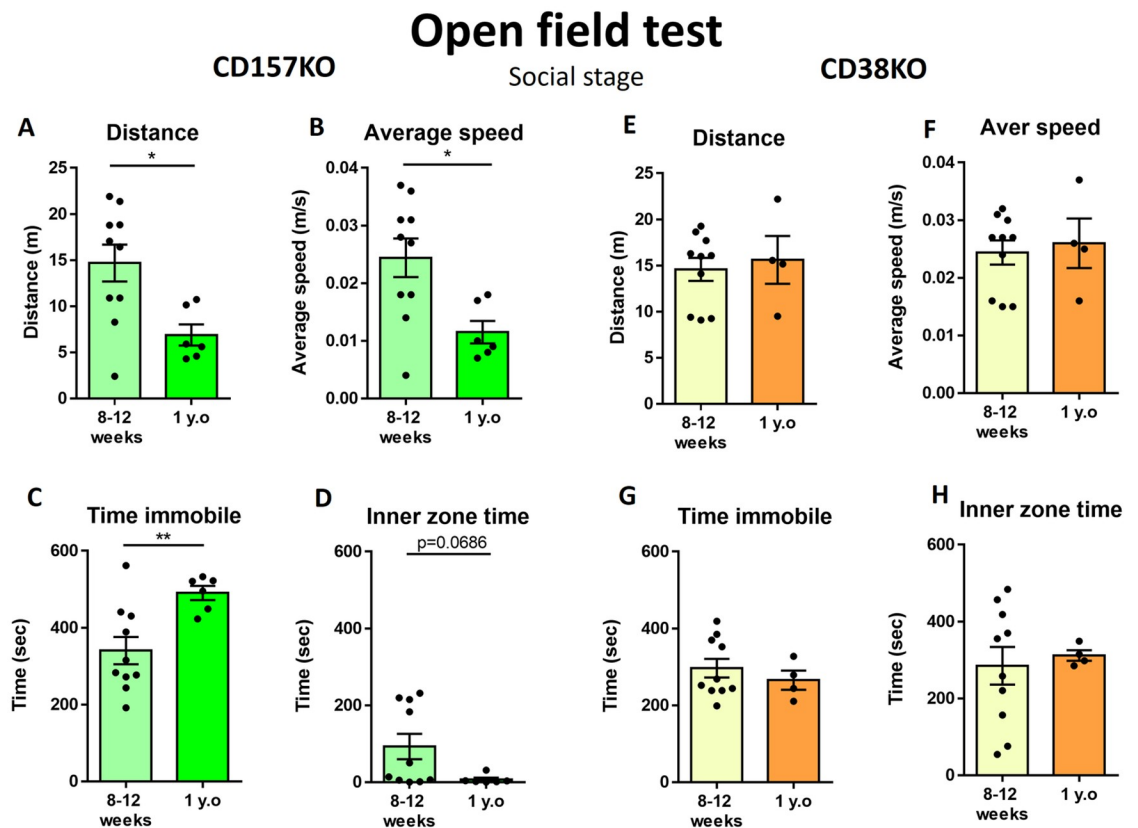 Open field test
CD157KO
Social stage
CD38KO
A
Distance
*
Distance (m)
25
20
15
10
5
0
8-12
weeks
1 y.o
B
Average speed
*
Average speed (m/s)
0.04
0.03
0.02
0.01
0.00
8-12
weeks
1 y.o
E
Distance
Distance (m)
25
20
15
10
5
0
8-12
weeks
1 y.o
F
Aver speed
Average speed (m/s)
0.04
0.03
0.02
0.01
0.00
8-12
weeks
1 y.o
C
Time immobile
**
Time (sec)
600
400
200
0
8-12
weeks
1 y.o
D
Inner zone time
p=0.0686
Time (sec)
600
400
200
0
8-12
weeks
1 y.o
G
Time immobile
Time (sec)
600
400
200
0
8-12
weeks
1 y.o
H
Inner zone time
Time (sec)
600
400
200
0
8-12
weeks
1 y.o